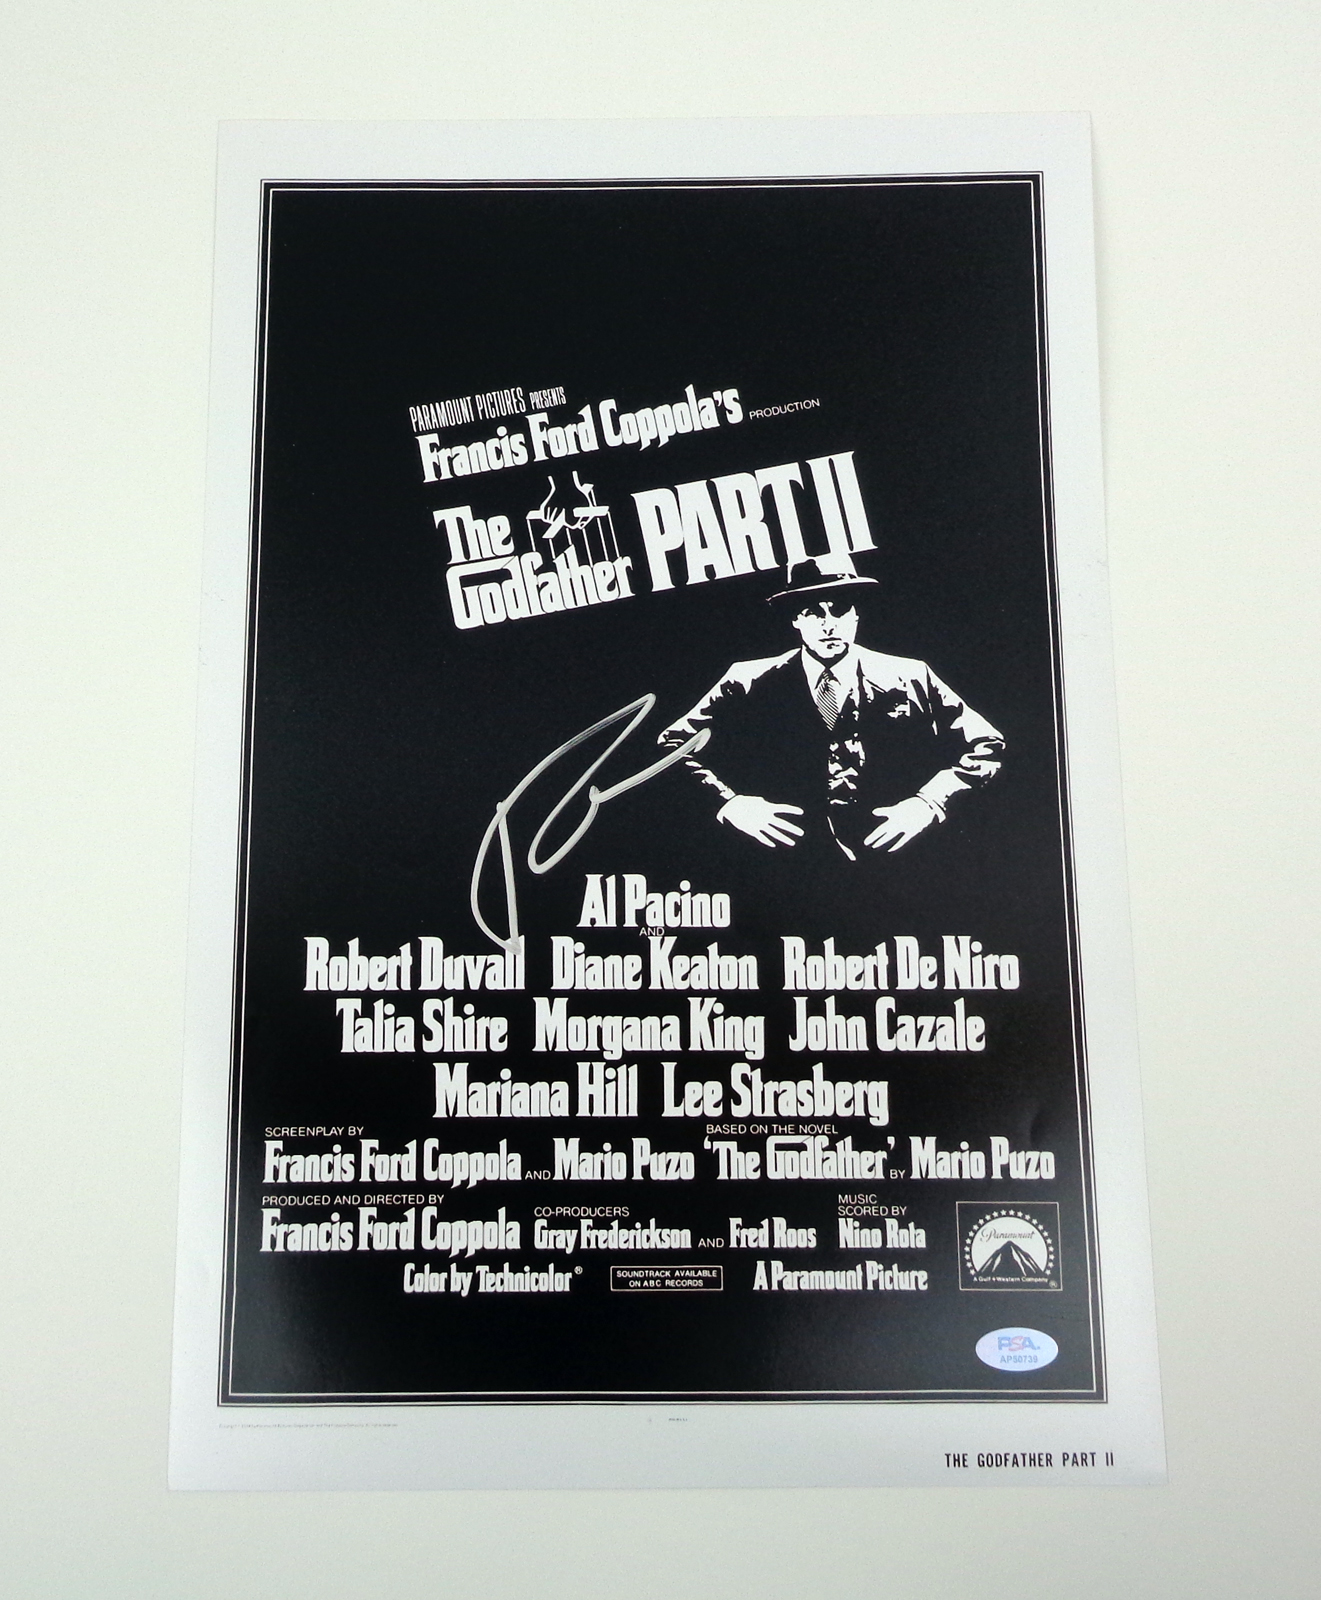 PARAMOUNT PICTURES PRESENTS
Francis Ford Coppola's PRODUCTION
The Godfather PART II
Al Pacino
AND
Robert Duvall Diane Keaton Robert De Niro
Talia Shire Morgana King John Cazale
Mariana Hill Lee Strasberg
SCREENPLAY BY
Francis Ford Coppola AND Mario Puzo
BASED ON THE NOVEL
'The Godfather' BY Mario Puzo
PRODUCED AND DIRECTED BY
Francis Ford Coppola
CO-PRODUCERS
Gray Frederickson AND Fred Roos
MUSIC
SCORED BY
Nino Rota
Color by Technicolor®
SOUNDTRACK AVAILABLE
ON ABC RECORDS
A Paramount Picture
Paramount
A Gulf+Western Company
®
PSA
AP50739
THE GODFATHER PART II